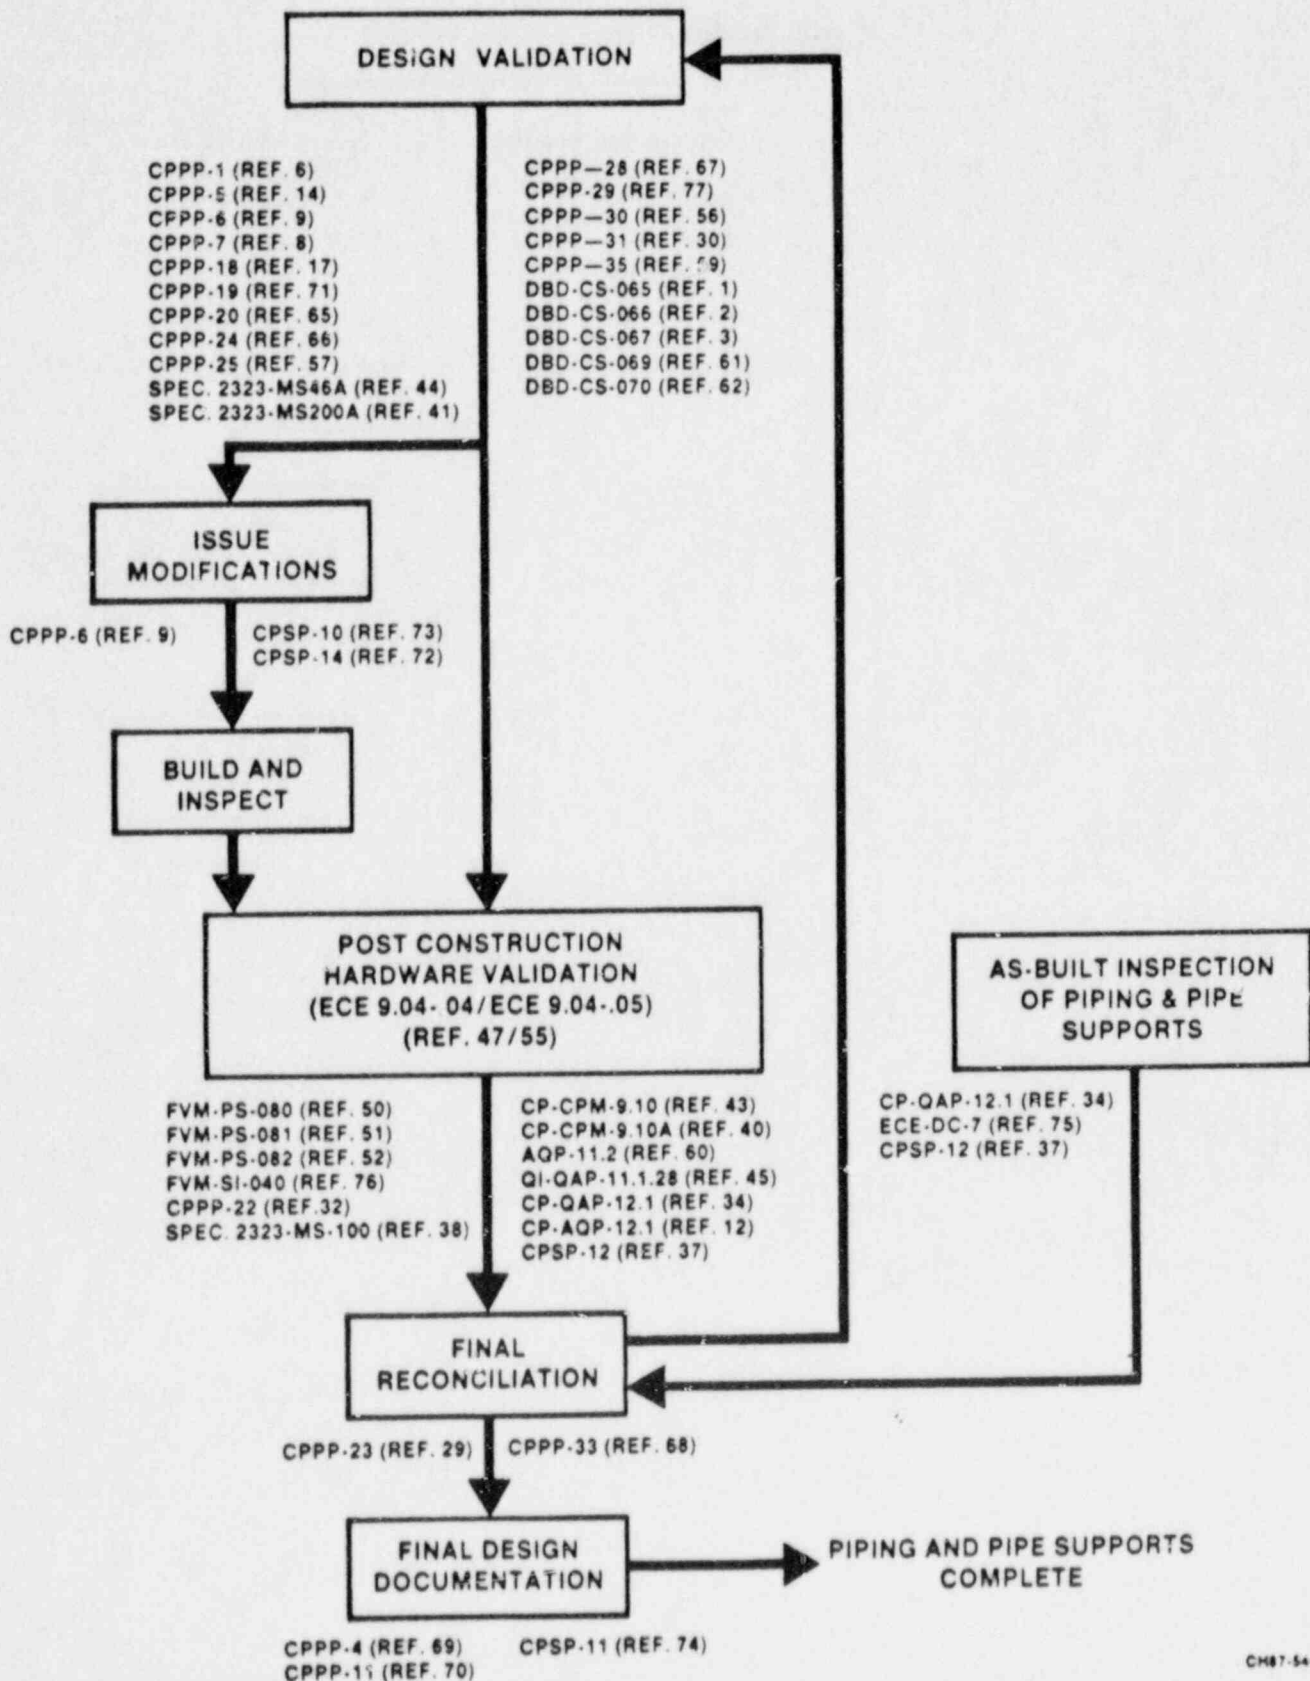 DESIGN VALIDATION
CPPP-1 (REF. 6)
CPPP-5 (REF. 14)
CPPP-6 (REF. 9)
CPPP-7 (REF. 8)
CPPP-18 (REF. 17)
CPPP-19 (REF. 71)
CPPP-20 (REF. 65)
CPPP-24 (REF. 66)
CPPP-25 (REF. 57)
SPEC. 2323-MS46A (REF. 44)
SPEC. 2323-MS200A (REF. 41)
CPPP—28 (REF. 67)
CPPP-29 (REF. 77)
CPPP—30 (REF. 56)
CPPP—31 (REF. 30)
CPPP—35 (REF.
DBD-CS-065 (REF. 1)
DBD-CS-066 (REF. 2)
DBD-CS-067 (REF. 3)
DBD-CS-069 (REF. 61)
DBD-CS-070 (REF. 62)
ISSUE
MODIFICATIONS
CPPP-6 (REF. 9)
CPSP-10 (REF. 73)
CPSP-14 (REF. 72)
BUILD AND
INSPECT
POST CONSTRUCTION
HARDWARE VALIDATION
(ECE 9.04-04/ECE 9.04-.05)
(REF. 47/55)
AS-BUILT INSPECTION
OF PIPING & PIPE
SUPPORTS
FVM-PS-080 (REF. 50)
FVM-PS-081 (REF. 51)
FVM-PS-082 (REF. 52)
FVM-SI-040 (REF. 76)
CPPP-22 (REF.32)
SPEC. 2323-MS-100 (REF. 38)
CP-CPM-9.10 (REF. 43)
CP-CPM-9.10A (REF. 40)
AQP-11.2 (REF. 60)
QI-QAP-11.1.28 (REF. 45)
CP-QAP-12.1 (REF. 34)
CP-AQP-12.1 (REF. 12)
CPSP-12 (REF. 37)
CP-QAP-12.1 (REF. 34)
ECE-DC-7 (REF. 75)
CPSP-12 (REF. 37)
FINAL
RECONCILIATION
CPPP-23 (REF. 29)
CPPP-33 (REF. 68)
FINAL DESIGN
DOCUMENTATION
PIPING AND PIPE SUPPORTS
COMPLETE
CPPP-4 (REF. 69)
(REF. 70)
CPSP-11 (REF. 74)